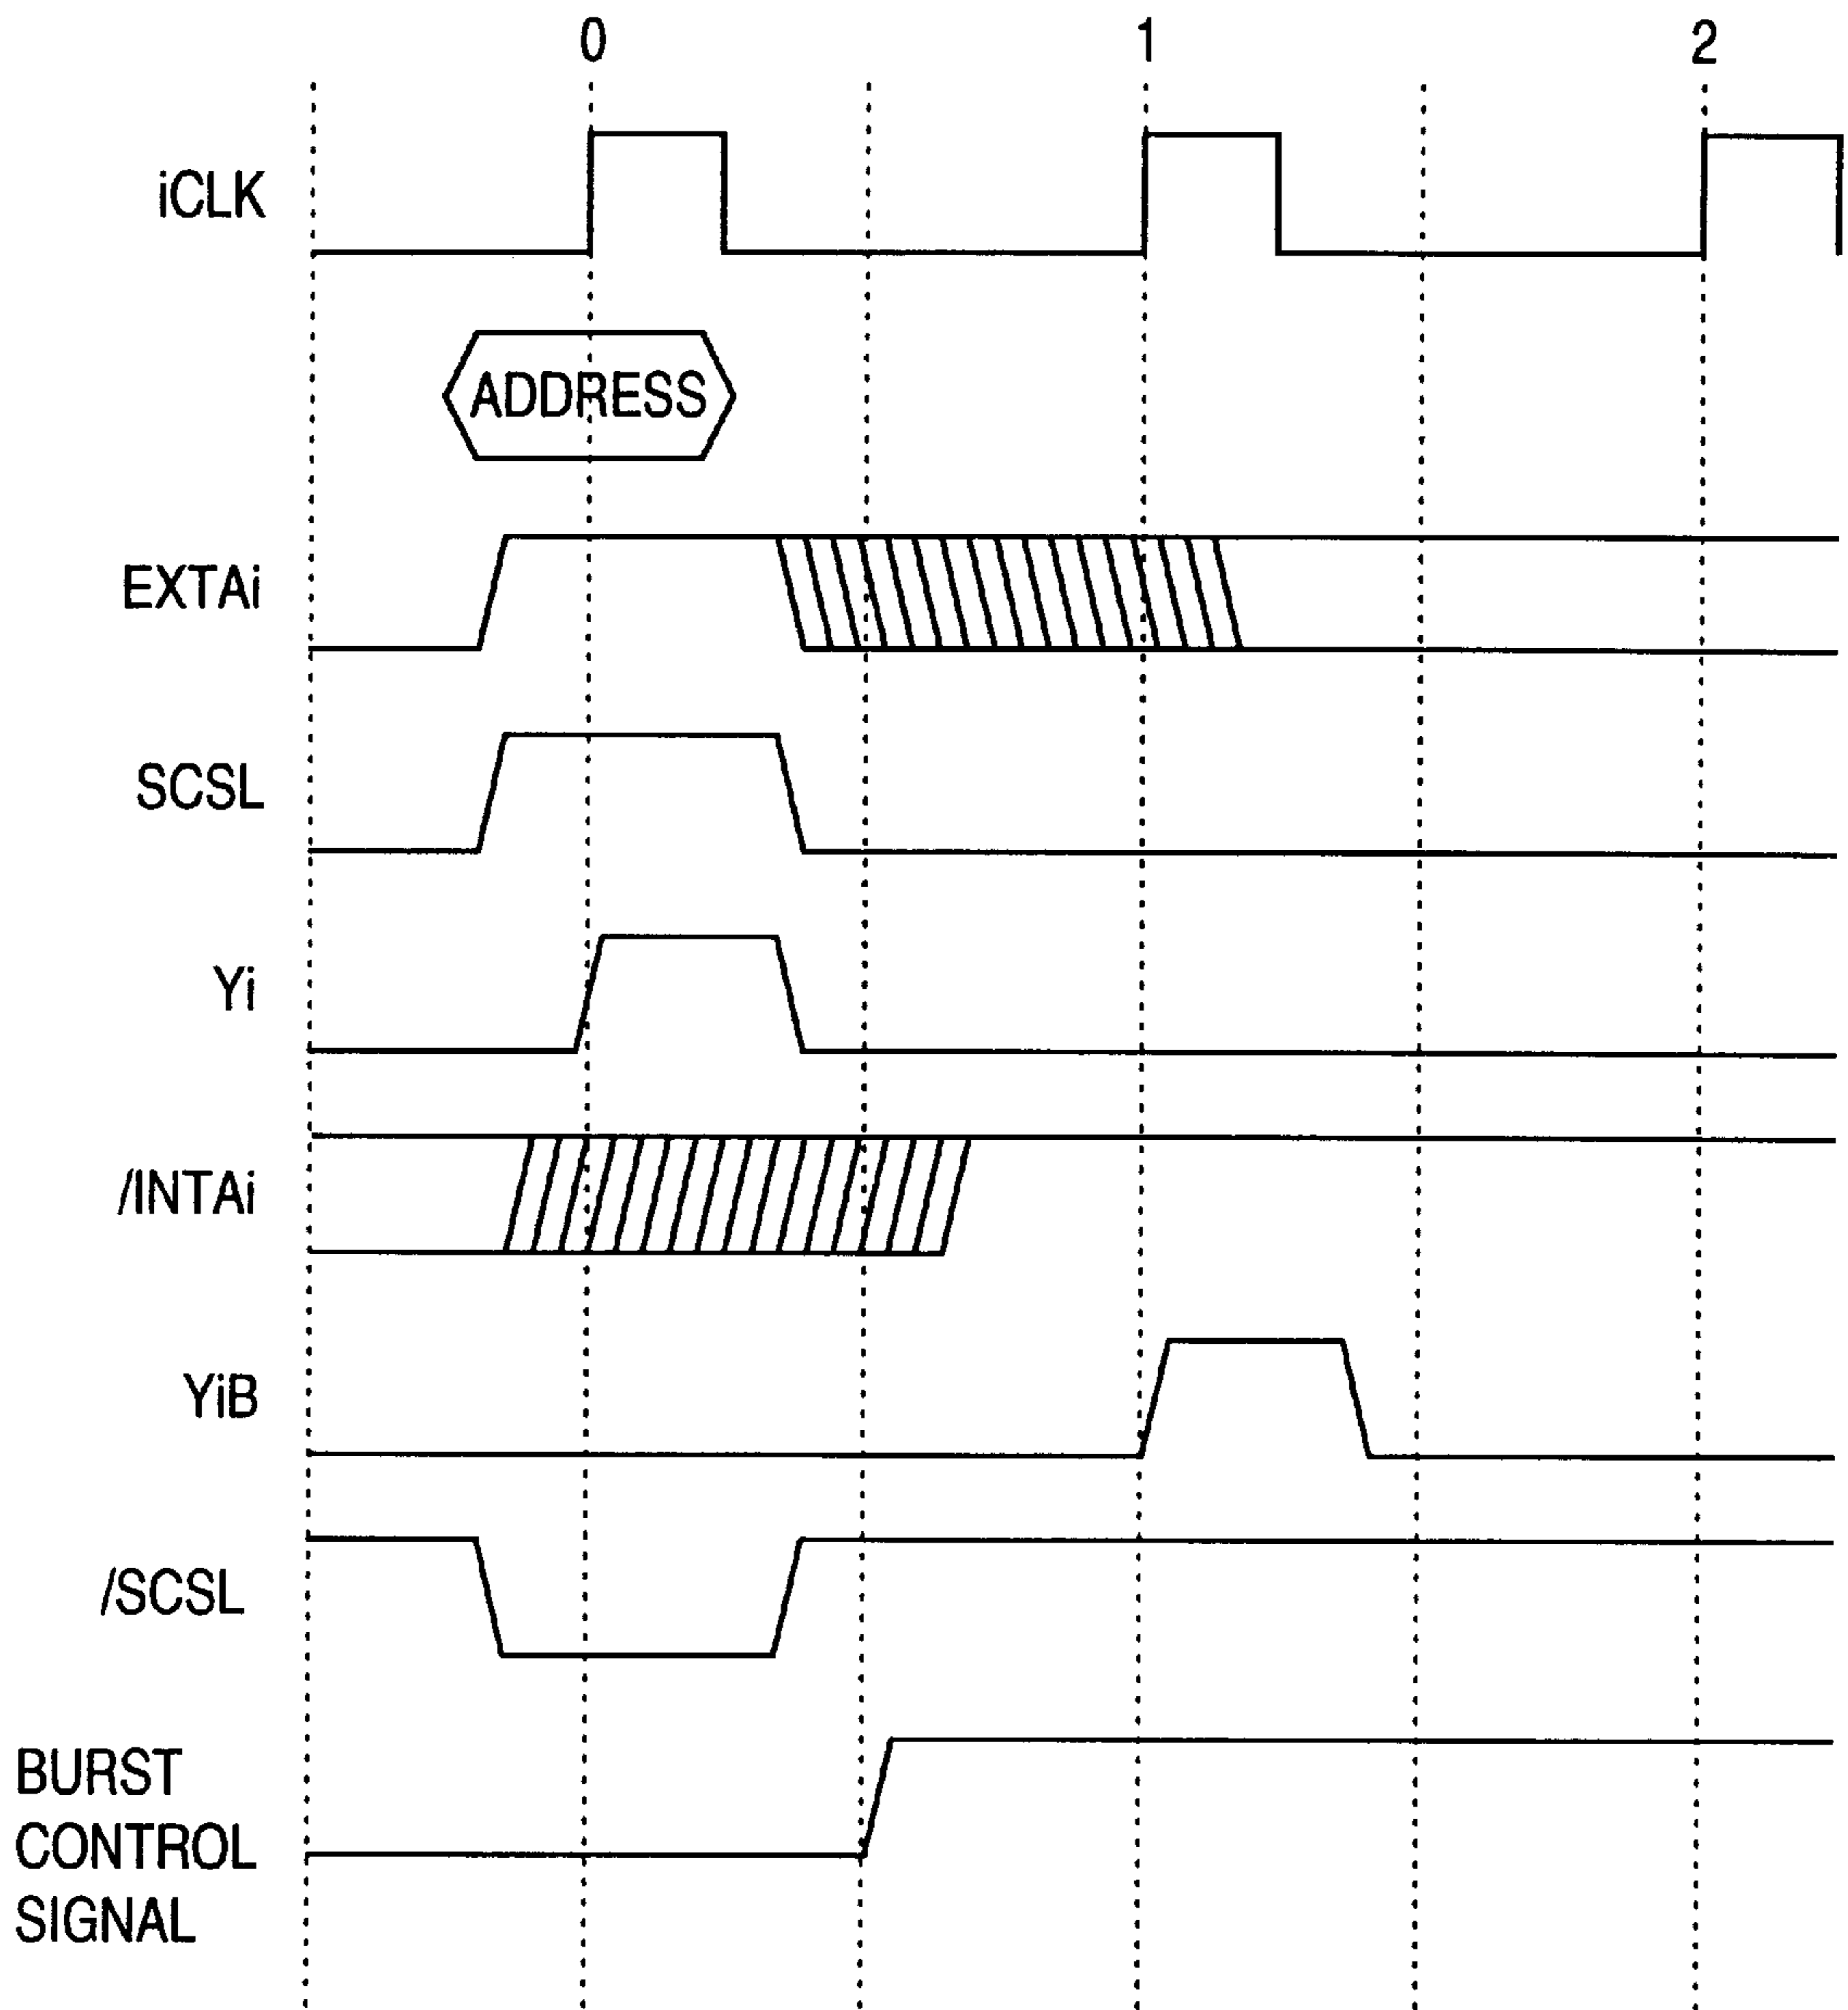 0 1 2
iCLK
ADDRESS
EXTAi
SCSL
Yi
/INTAi
YiB
/SCSL
BURST
CONTROL
SIGNAL